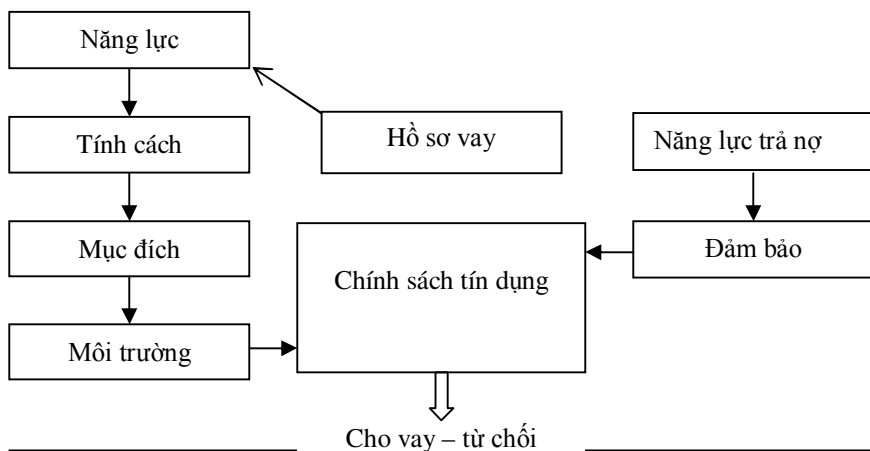 Năng lực
Hồ sơ vay
Năng lực trả nợ
Tính cách
Mục đích
Chính sách tín dụng
Đảm bảo
Môi trường
Cho vay – từ chối